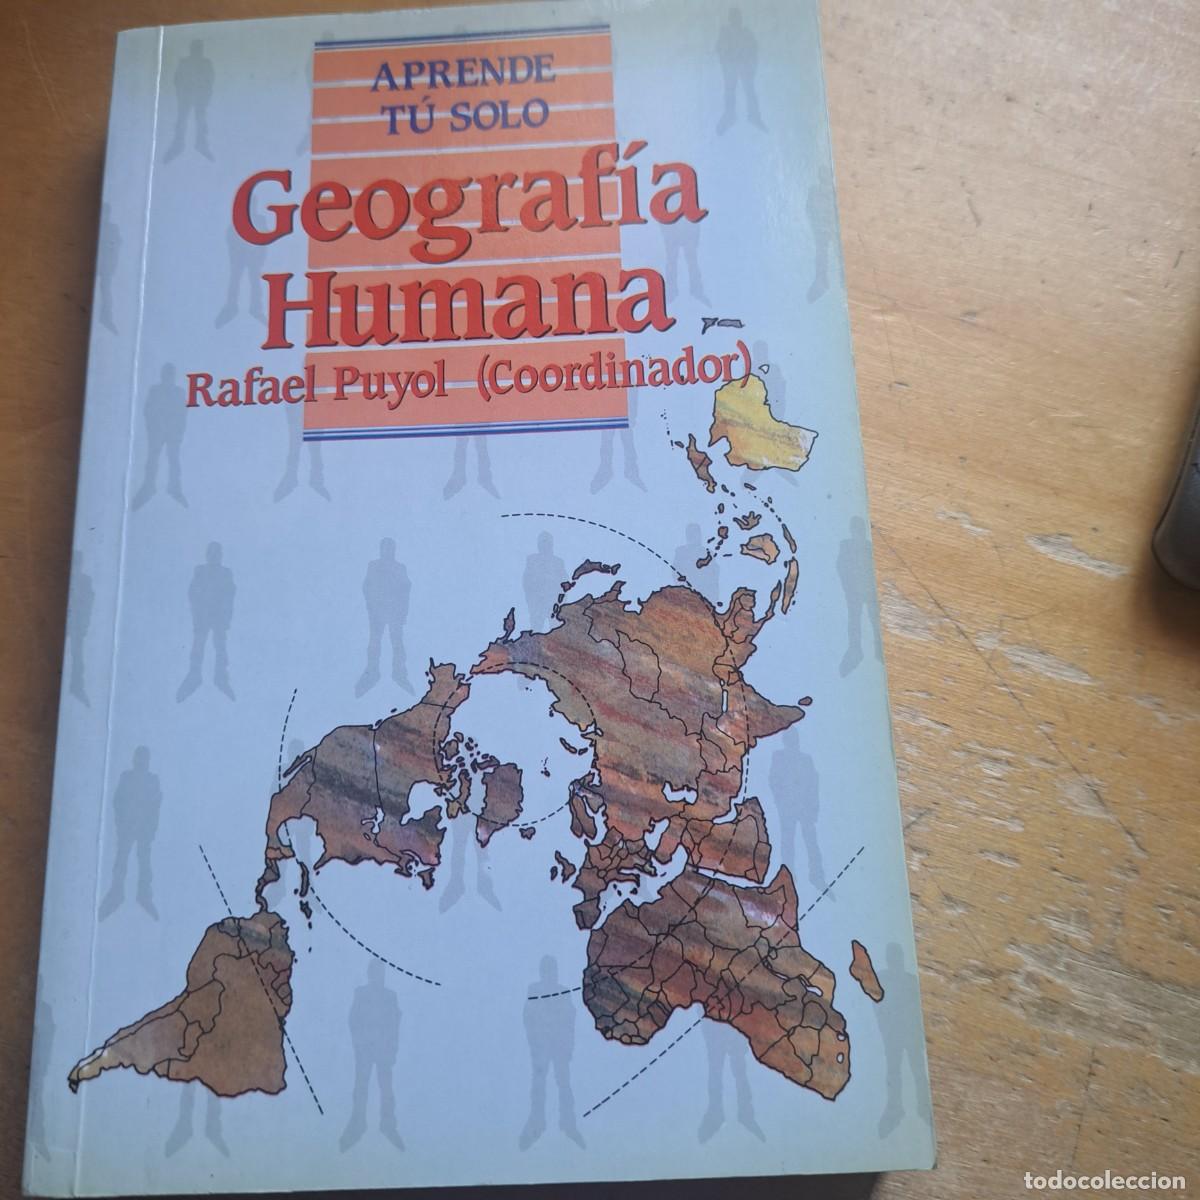 APRENDE
TÚ SOLO
Geografía
Humana
Rafael Puyol (Coordinador)
todocoleccion